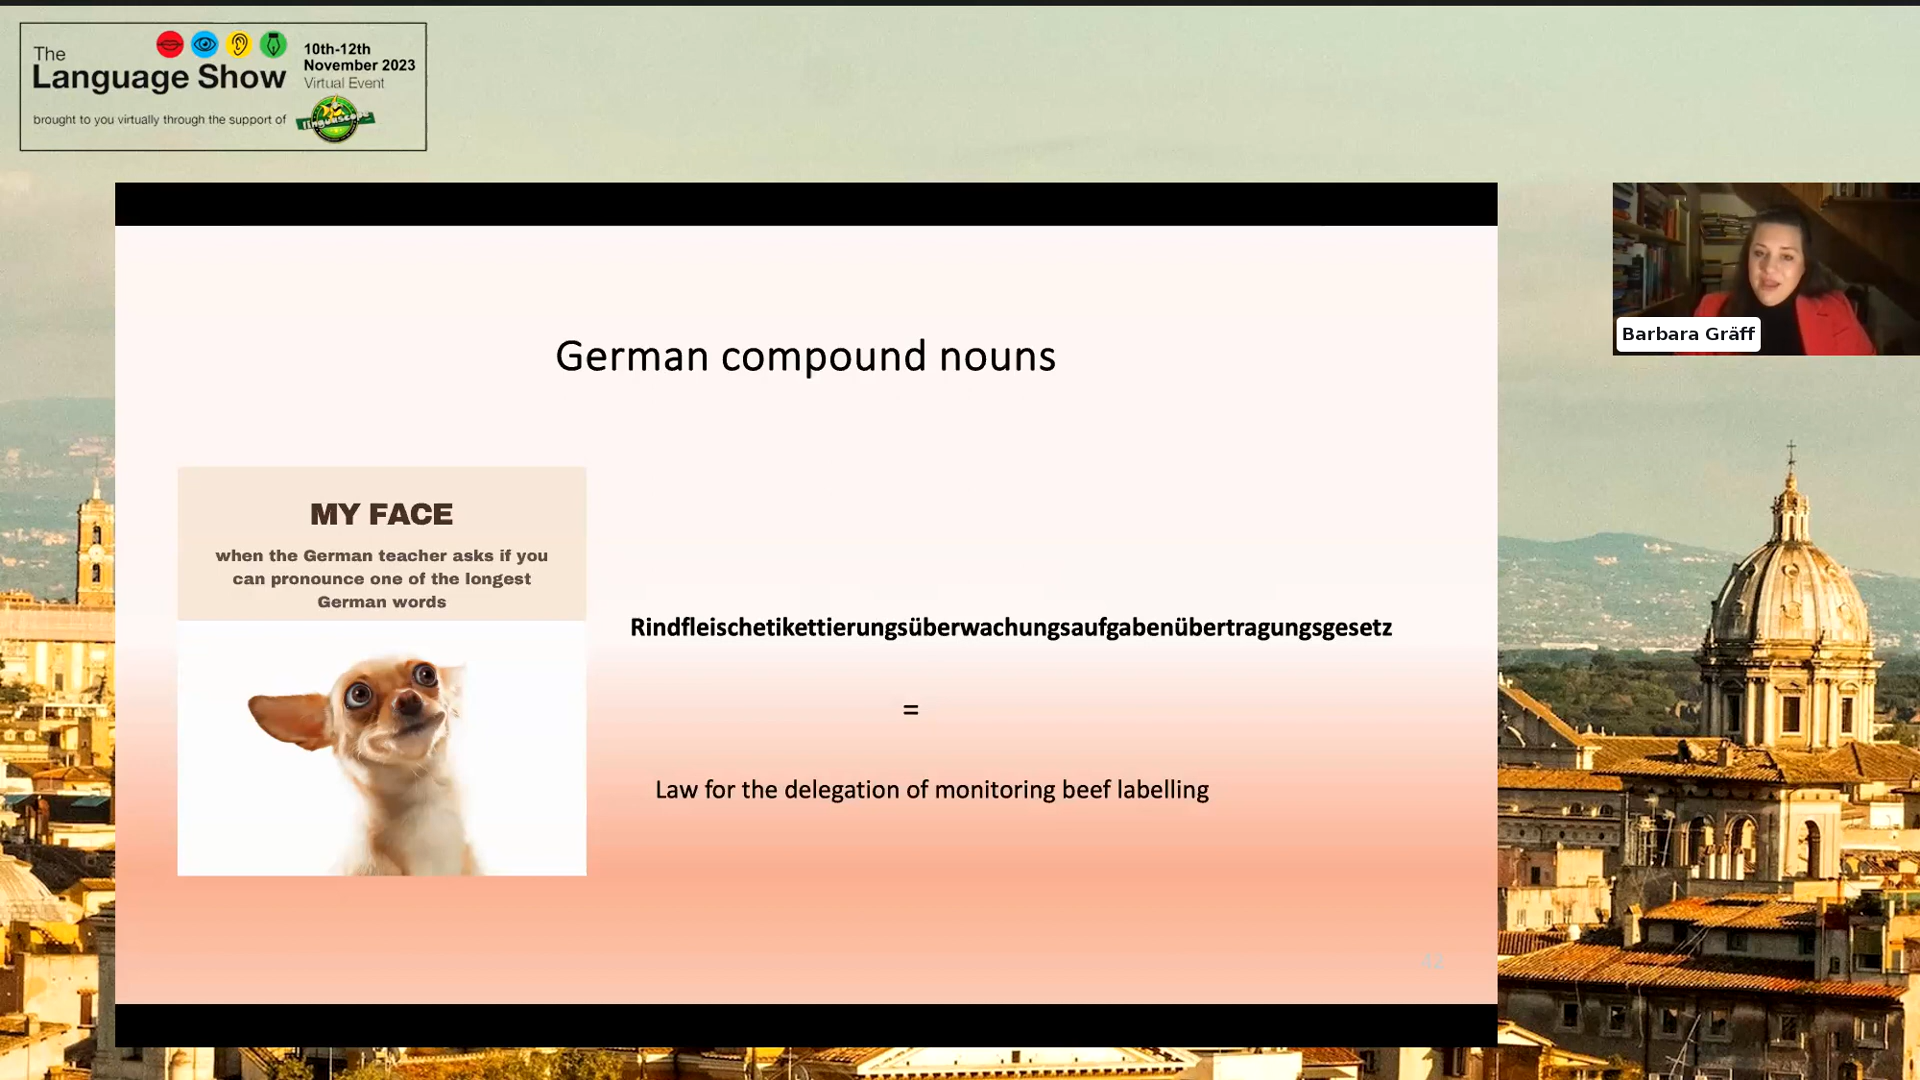 The
Language Show
10th-12th
November 2023
Virtual Event
brought to you virtually through the support of
linguascope
Barbara Gräff
German compound nouns
MY FACE
when the German teacher asks if you
can pronounce one of the longest
German words
Rindfleischetikettierungsüberwachungsaufgabenübertragungsgesetz
=
Law for the delegation of monitoring beef labelling
42